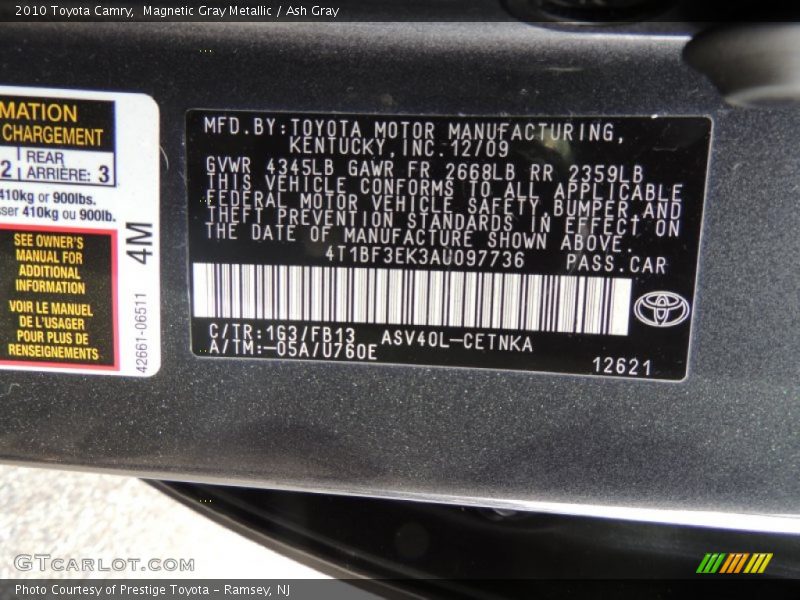 2010 Toyota Camry, Magnetic Gray Metallic / Ash Gray
MATION
CHARGEMENT
2 REAR
ARRIÈRE: 3
410kg or 900lbs.
sser 410kg ou 900lb.
SEE OWNER'S
MANUAL FOR
ADDITIONAL
INFORMATION
VOIR LE MANUEL
DE L'USAGER
POUR PLUS DE
RENSEIGNEMENTS
4M
42661-06511
MFD.BY:TOYOTA MOTOR MANUFACTURING,
KENTUCKY,INC.12/09
GVWR 4345LB GAWR FR 2668LB RR 2359LB
THIS VEHICLE CONFORMS TO ALL APPLICABLE
FEDERAL MOTOR VEHICLE SAFETY,BUMPER,AND
THEFT PREVENTION STANDARDS IN EFFECT ON
THE DATE OF MANUFACTURE SHOWN ABOVE.
4T1BF3EK3AU097736 PASS.CAR
C/TR:1G3/FB13 ASV40L-CETNKA
A/TM:-05A/U760E
12621
GTCARLOT.COM
Photo Courtesy of Prestige Toyota - Ramsey, NJ